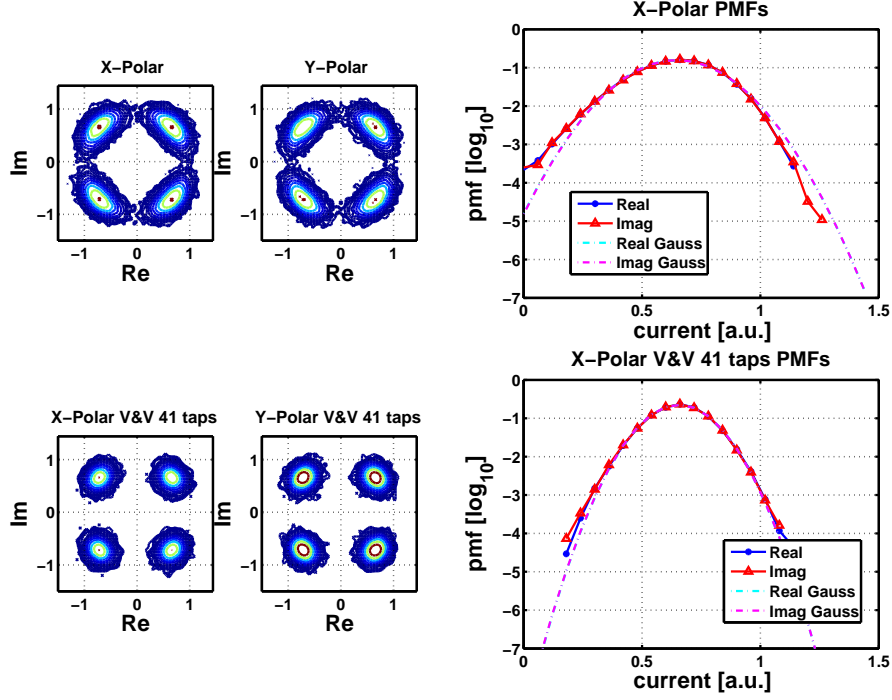 X−Polar
Y−Polar
X−Polar PMFs
Im
1
0
−1
−1
0
1
Re
Im
1
0
−1
−1
0
1
Re
pmf [log10]
0
−1
−2
−3
−4
−5
−6
−7
0
0.5
1
1.5
current [a.u.]
Real
Imag
Real Gauss
Imag Gauss
X−Polar V&V 41 taps
Y−Polar V&V 41 taps
X−Polar V&V 41 taps PMFs
Im
1
0
−1
−1
0
1
Re
Im
1
0
−1
−1
0
1
Re
pmf [log10]
0
−1
−2
−3
−4
−5
−6
−7
0
0.5
1
1.5
current [a.u.]
Real
Imag
Real Gauss
Imag Gauss